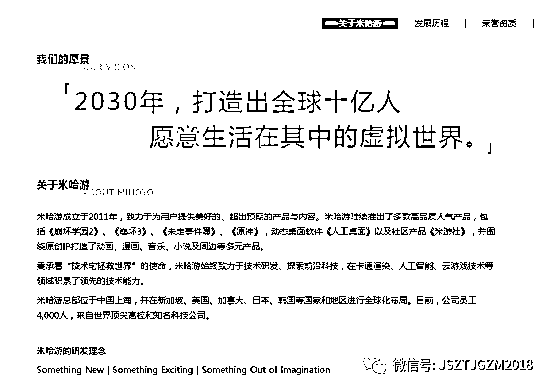 关于米哈游 发展历程 | 荣誉资质 |
我们的愿景
OUR VISION
「2030年，打造出全球十亿人
愿意生活在其中的虚拟世界。」
关于米哈游
ABOUT MIHOYO
米哈游成立于2011年，致力于为用户提供美好的、超出预期的产品与内容。米哈游陆续推出了多款高品质人气产品，包
括《崩坏学园2》、《崩坏3》、《未定事件簿》、《原神》，动态桌面软件《人工桌面》以及社区产品《米游社》，并围
绕原创IP打造了动画、漫画、音乐、小说及周边等多元产品。
秉承着“技术宅拯救世界”的使命，米哈游始终致力于技术研发、探索前沿科技，在卡通渲染、人工智能、云游戏技术等
领域积累了领先的技术能力。
米哈游总部位于中国上海，并在新加坡、美国、加拿大、日本、韩国等国家和地区进行全球化布局。目前，公司员工
4,000人，来自世界顶尖高校和知名科技公司。
米哈游的研发理念
Something New | Something Exciting | Something Out of Imagination
微信号: JSZTJGZM2018